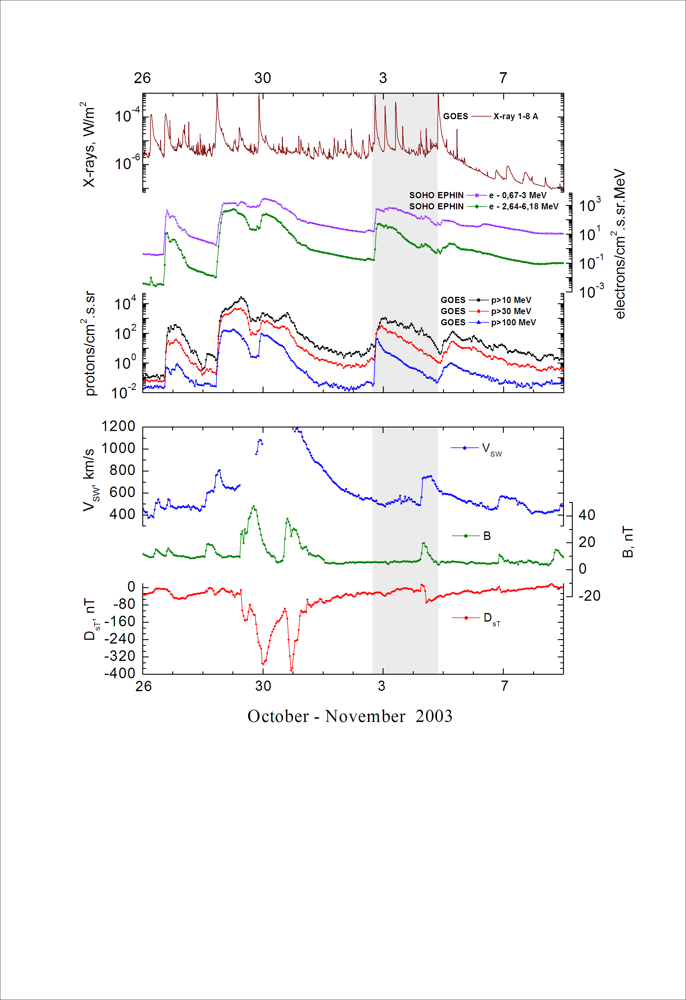 26 30 3 7
X-rays, W/m2
10-4
10-6
GOES X-ray 1-8 A
SOHO EPHIN e - 0,67-3 MeV
SOHO EPHIN e - 2,64-6,18 MeV
103
101
10-1
10-3
electrons/cm2.s.sr.MeV
protons/cm2.s.sr
104
102
100
10-2
GOES p>10 MeV
GOES p>30 MeV
GOES p>100 MeV
VSW, km/s
1200
1000
800
600
400
VSW
B
40
20
0
-20
B, nT
DsT, nT
0
-80
-160
-240
-320
-400
DsT
26 30 3 7
October - November 2003